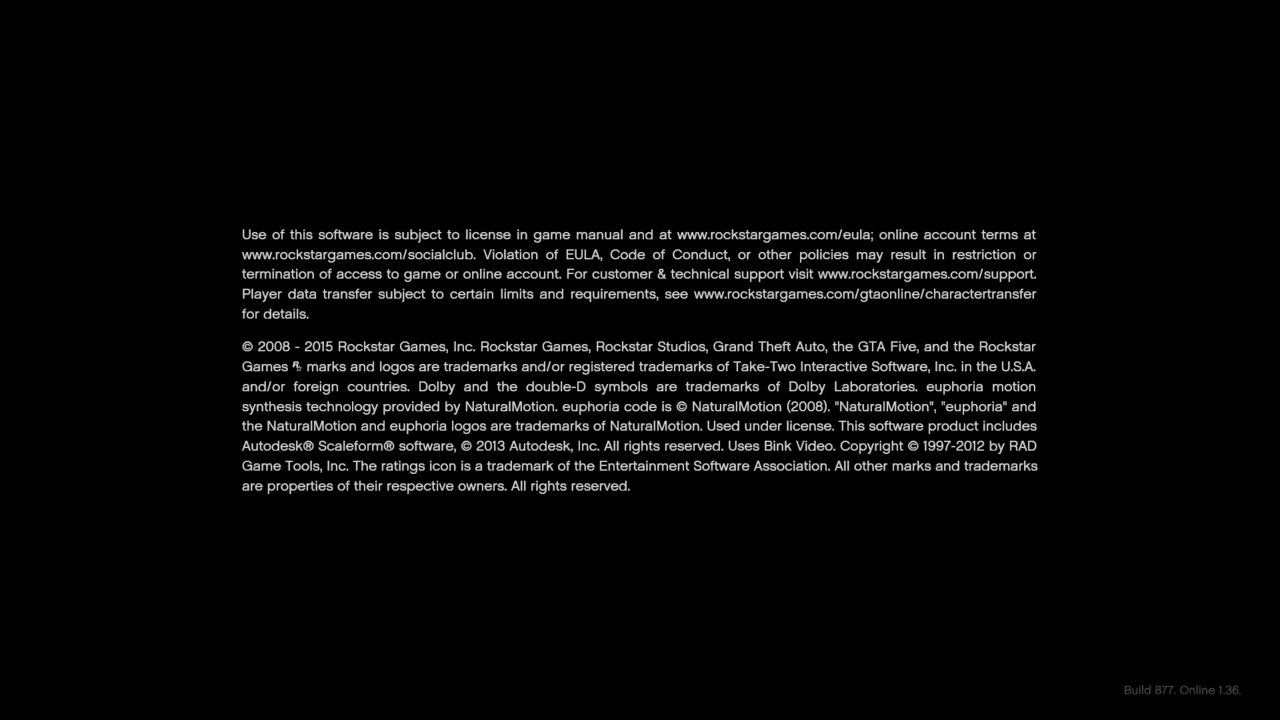 Use of this software is subject to license in game manual and at www.rockstargames.com/eula; online account terms at
www.rockstargames.com/socialclub. Violation of EULA, Code of Conduct, or other policies may result in restriction or
termination of access to game or online account. For customer & technical support visit www.rockstargames.com/support.
Player data transfer subject to certain limits and requirements, see www.rockstargames.com/gtaonline/charactertransfer
for details.
© 2008 - 2015 Rockstar Games, Inc. Rockstar Games, Rockstar Studios, Grand Theft Auto, the GTA Five, and the Rockstar
Games R* marks and logos are trademarks and/or registered trademarks of Take-Two Interactive Software, Inc. in the U.S.A.
and/or foreign countries. Dolby and the double-D symbols are trademarks of Dolby Laboratories. euphoria motion
synthesis technology provided by NaturalMotion. euphoria code is © NaturalMotion (2008). "NaturalMotion", "euphoria" and
the NaturalMotion and euphoria logos are trademarks of NaturalMotion. Used under license. This software product includes
Autodesk® Scaleform® software, © 2013 Autodesk, Inc. All rights reserved. Uses Bink Video. Copyright © 1997-2012 by RAD
Game Tools, Inc. The ratings icon is a trademark of the Entertainment Software Association. All other marks and trademarks
are properties of their respective owners. All rights reserved.
Build 877. Online 1.36.